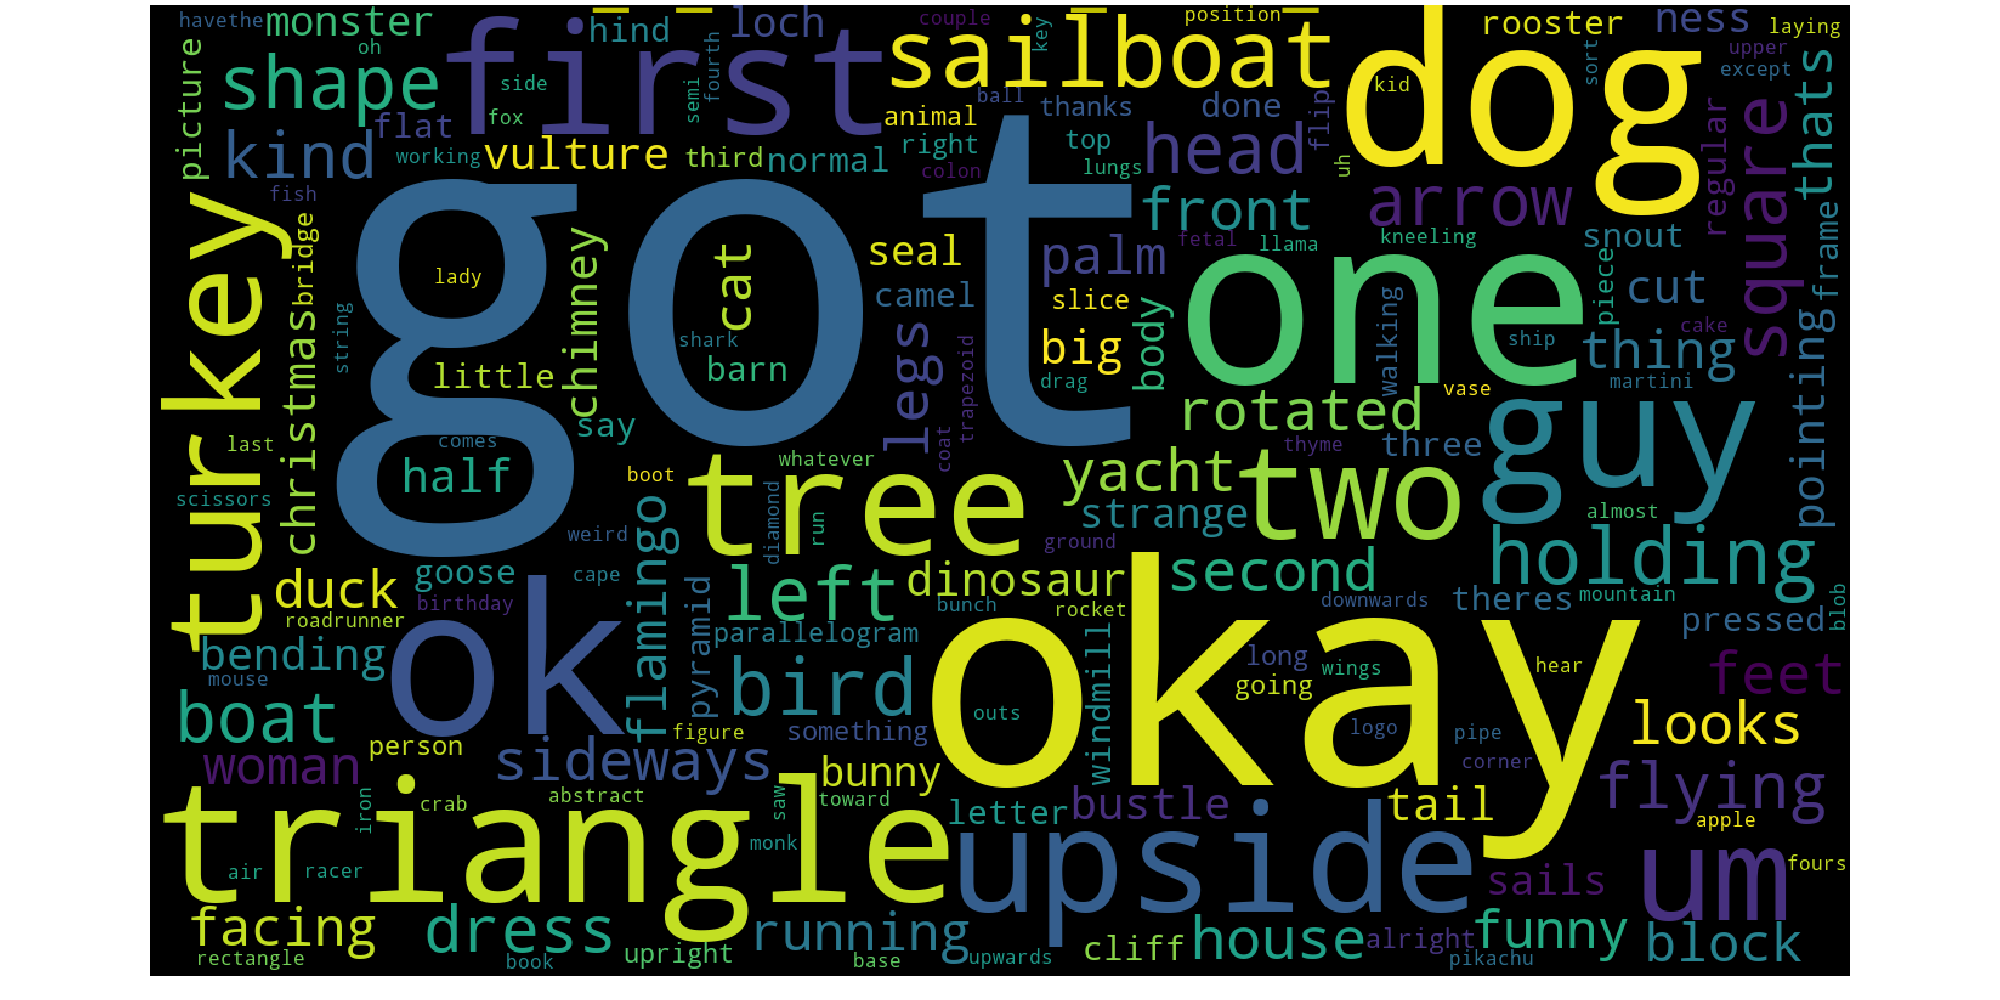 havethe monster hind loch couple position key rooster ness laying
oh first sailboat dog upper
picture shape side semi fourth ball kid sort except
kind flat fox animal thanks done flip regular thats
working vulture third normal right top head
colon lungs uh square
fish got palm front arrow
turkey christmas bridge lady chimney cat seal fetal llama kneeling snout frame
string shark camel slice body one piece cut
little barn legs big walking ship thing cake
trapezoid drag vase martini pointing
last comes say coat rotated three guy
scissors half boot tree whatever yacht thyme two
weird diamond run strange almost
ground holding
duck goose flamingo cape left dinosaur second downwards theres mountain blob
roadrunner birthday pyramid bunch rocket pressed
bending ok parallelogram okay long
mouse bird windmill going wings hear feet
boat outs
person figure something logo pipe looks
woman sideways bunny corner
iron crab abstract saw toward letter bustle tail flying
triangle upside apple
air racer monk um fours
sails
facing dress running house alright funny
rectangle book upright base upwards cliff pikachu block